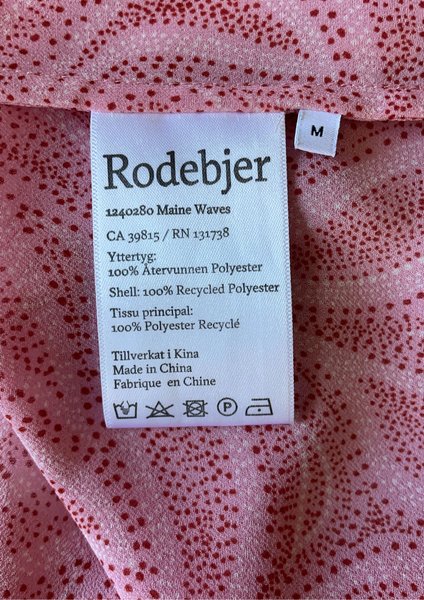 M
Rodebjer
1240280 Maine Waves
CA 39815 / RN 131738
Yttertyg:
100% Återvunnen Polyester
Shell: 100% Recycled Polyester
Tissu principal:
100% Polyester Recyclé
Tillverkat i Kina
Made in China
Fabrique en Chine
P